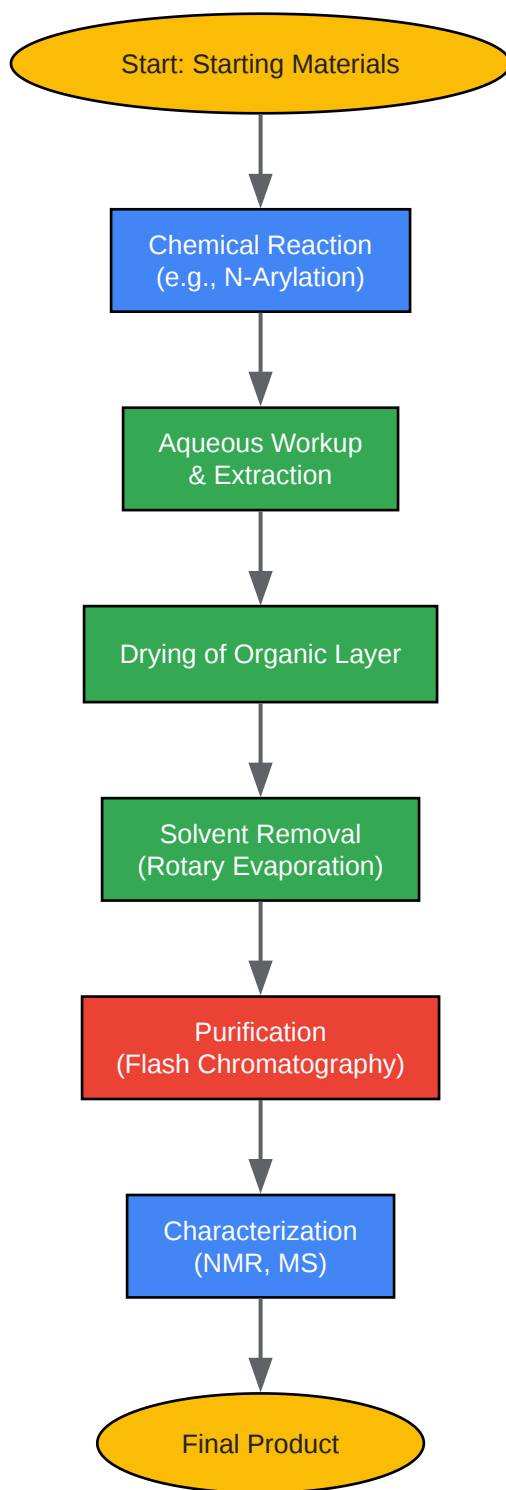 Start: Starting Materials
Chemical Reaction
(e.g., N-Arylation)
Aqueous Workup
& Extraction
Drying of Organic Layer
Solvent Removal
(Rotary Evaporation)
Purification
(Flash Chromatography)
Characterization
(NMR, MS)
Final Product